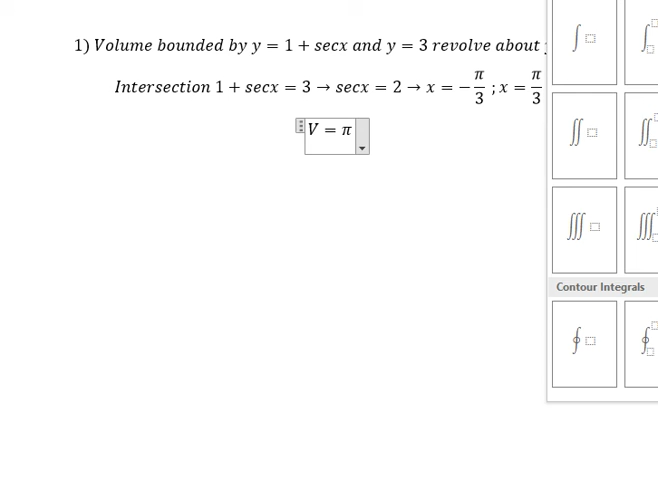 1) Volume bounded by y = 1 + secx and y = 3 revolve about
Intersection 1 + secx = 3 → secx = 2 → x = −π/3 ; x = π/3
V = π
∫
∫
∬
∬
∭
∭
Contour Integrals
∮
∮